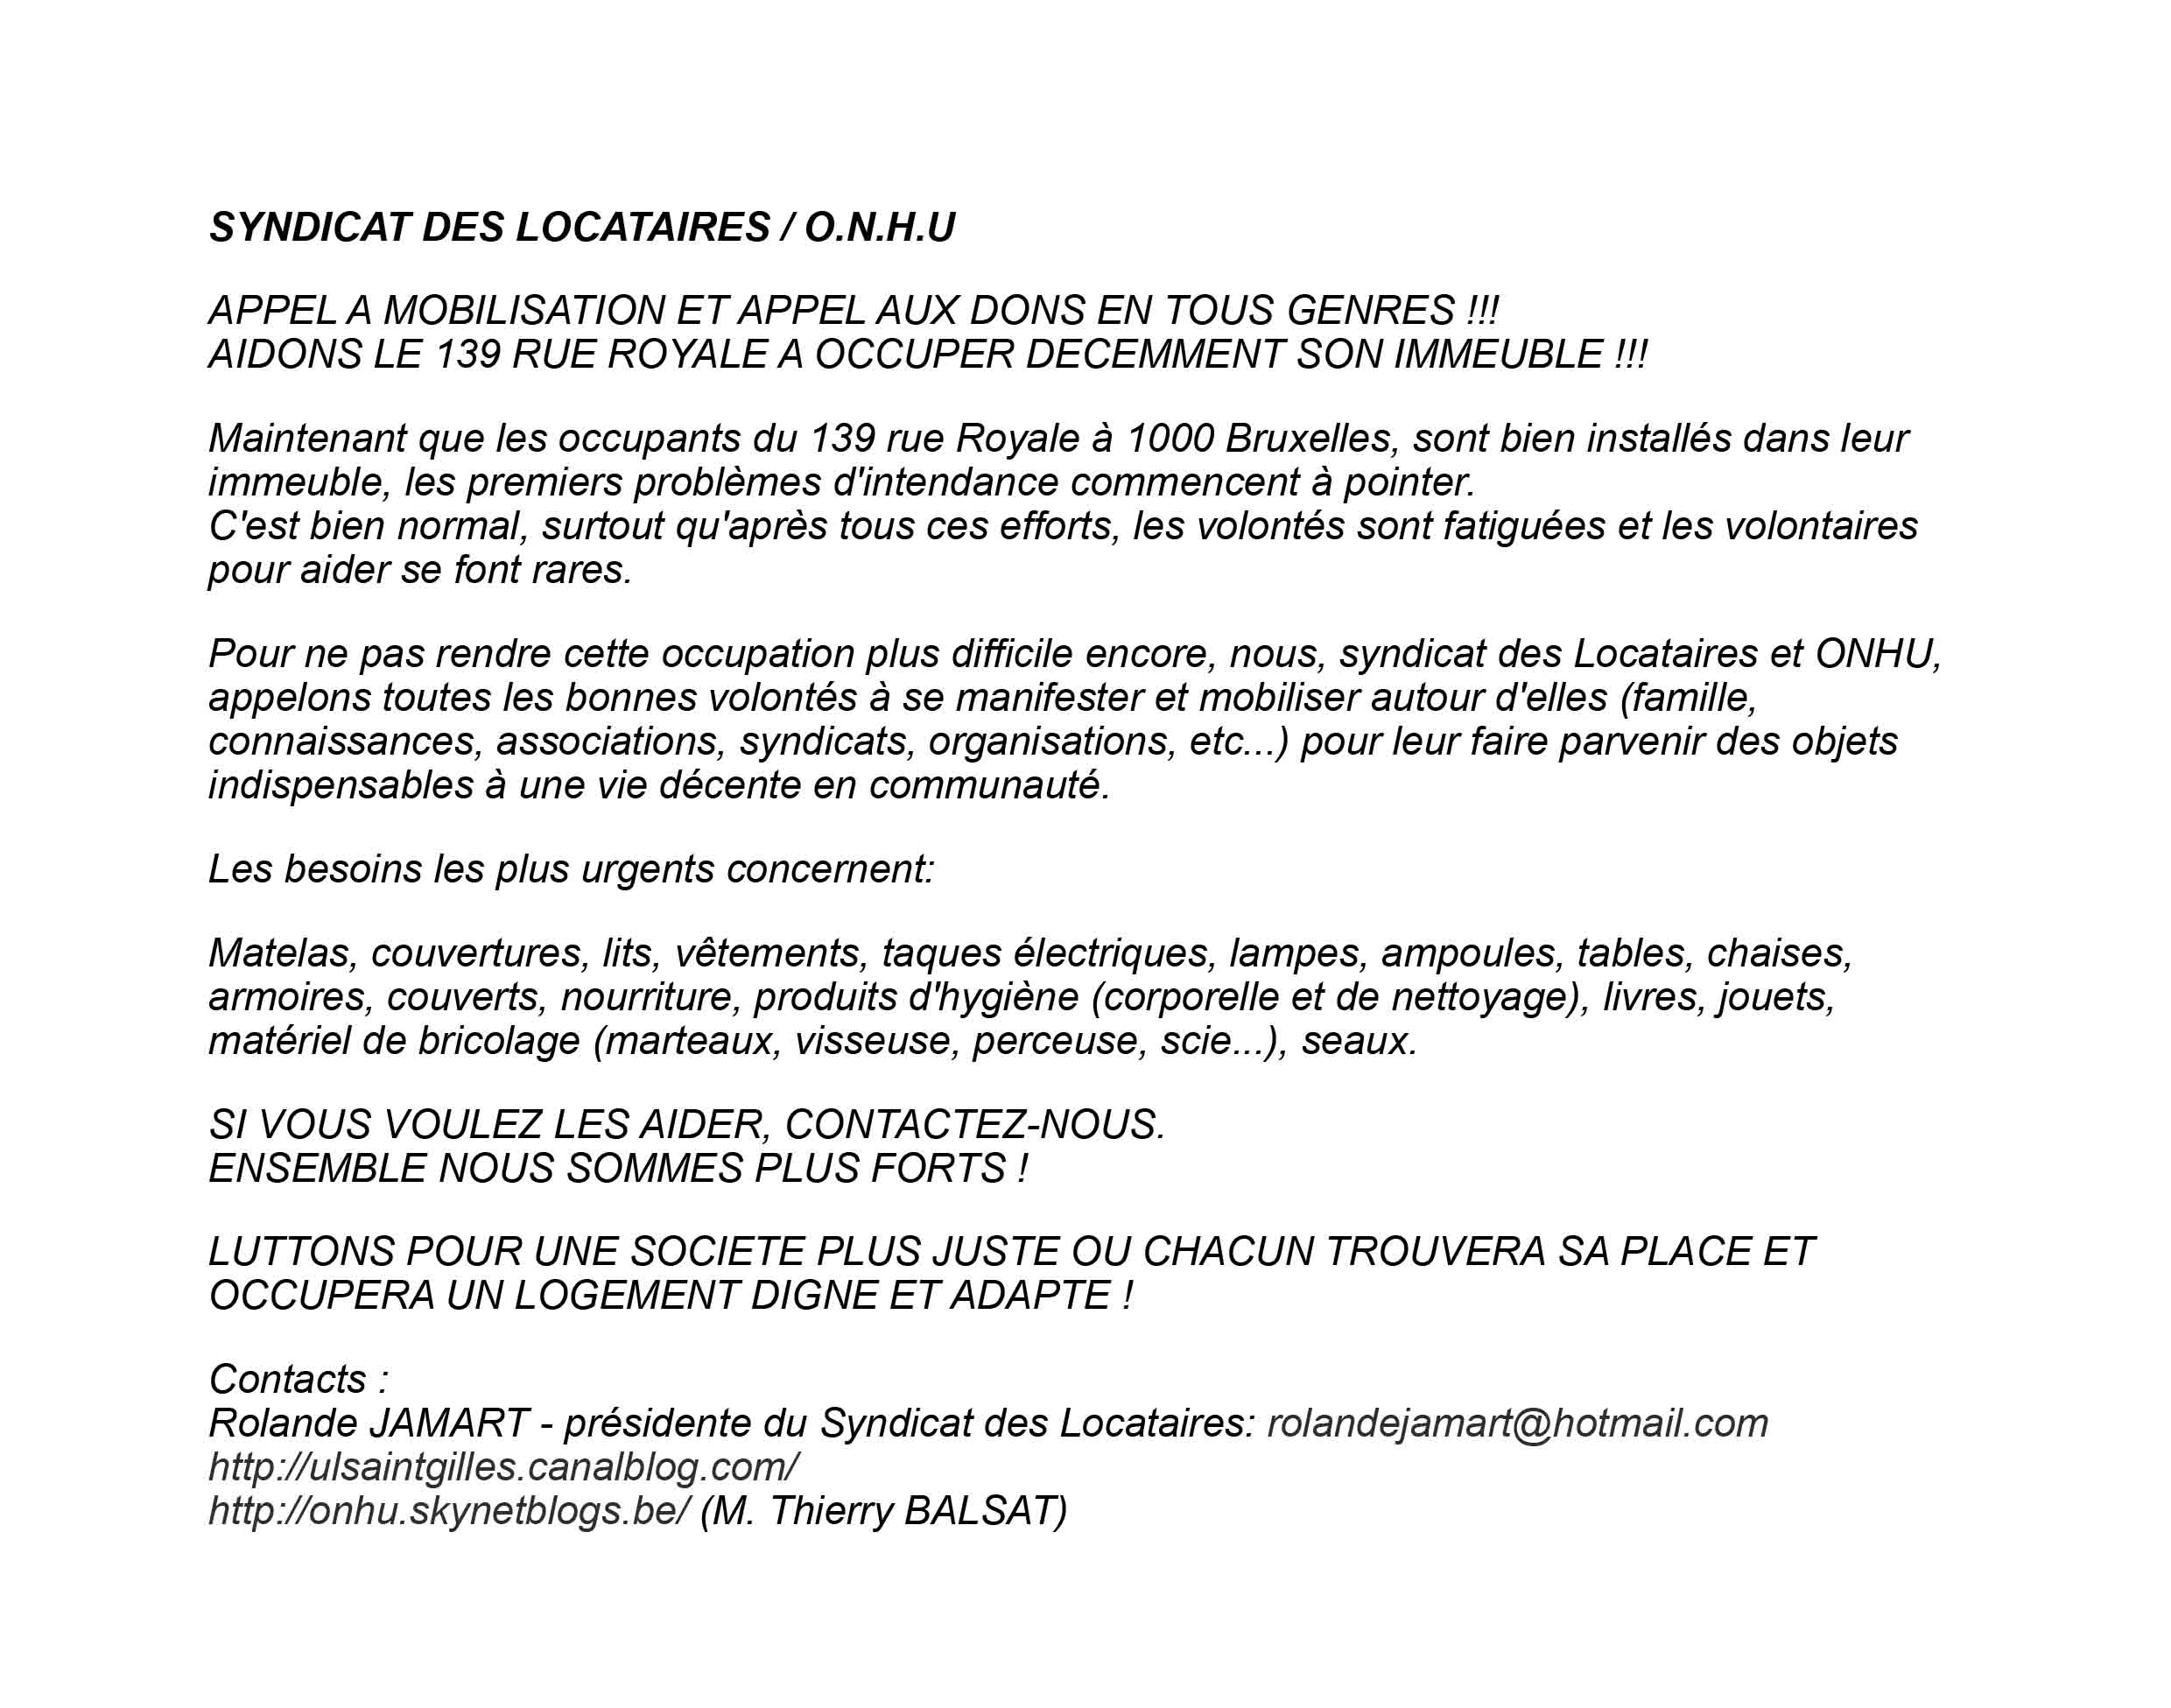 SYNDICAT DES LOCATAIRES / O.N.H.U
APPEL A MOBILISATION ET APPEL AUX DONS EN TOUS GENRES !!!
AIDONS LE 139 RUE ROYALE A OCCUPER DECEMMENT SON IMMEUBLE !!!
Maintenant que les occupants du 139 rue Royale à 1000 Bruxelles, sont bien installés dans leur
immeuble, les premiers problèmes d'intendance commencent à pointer.
C'est bien normal, surtout qu'après tous ces efforts, les volontés sont fatiguées et les volontaires
pour aider se font rares.
Pour ne pas rendre cette occupation plus difficile encore, nous, syndicat des Locataires et ONHU,
appelons toutes les bonnes volontés à se manifester et mobiliser autour d'elles (famille,
connaissances, associations, syndicats, organisations, etc...) pour leur faire parvenir des objets
indispensables à une vie décente en communauté.
Les besoins les plus urgents concernent:
Matelas, couvertures, lits, vêtements, taques électriques, lampes, ampoules, tables, chaises,
armoires, couverts, nourriture, produits d'hygiène (corporelle et de nettoyage), livres, jouets,
matériel de bricolage (marteaux, visseuse, perceuse, scie...), seaux.
SI VOUS VOULEZ LES AIDER, CONTACTEZ-NOUS.
ENSEMBLE NOUS SOMMES PLUS FORTS !
LUTTONS POUR UNE SOCIETE PLUS JUSTE OU CHACUN TROUVERA SA PLACE ET
OCCUPERA UN LOGEMENT DIGNE ET ADAPTE !
Contacts :
Rolande JAMART - présidente du Syndicat des Locataires: rolandejamart@hotmail.com
http://ulsaintgilles.canalblog.com/
http://onhu.skynetblogs.be/ (M. Thierry BALSAT)